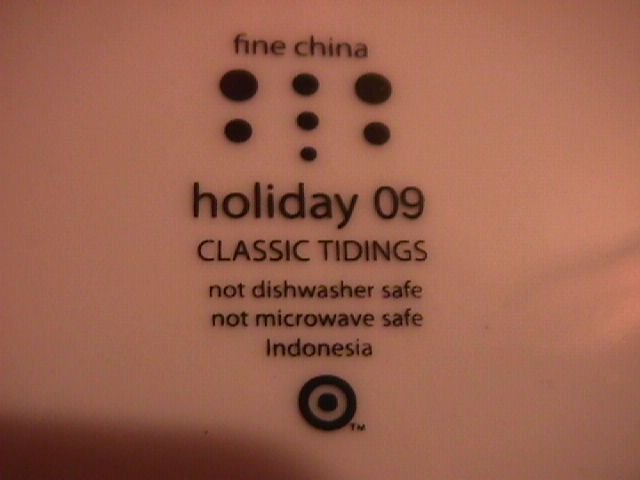 fine china
holiday 09
CLASSIC TIDINGS
not dishwasher safe
not microwave safe
Indonesia
TM